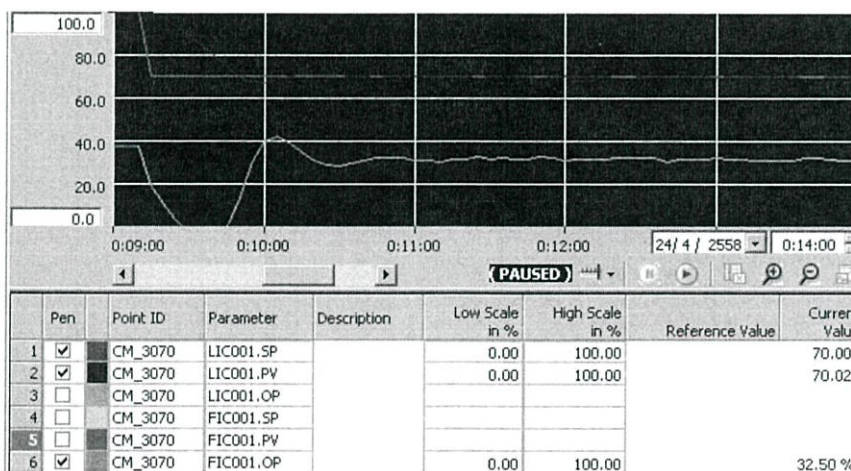 100.0
80.0
60.0
40.0
20.0
0.0
0:09:00 0:10:00 0:11:00 0:12:00 24/ 4 / 2558 0:14:00
(PAUSED)
Pen Point ID Parameter Description Low Scale in % High Scale in % Reference Value
1 CM_3070 LIC001.SP 0.00 100.00 70.00
2 CM_3070 LIC001.PV 0.00 100.00 70.02
3 CM_3070 LIC001.OP
4 CM_3070 FIC001.SP
5 CM_3070 FIC001.PV
6 CM_3070 FIC001.OP 0.00 100.00 32.50 %